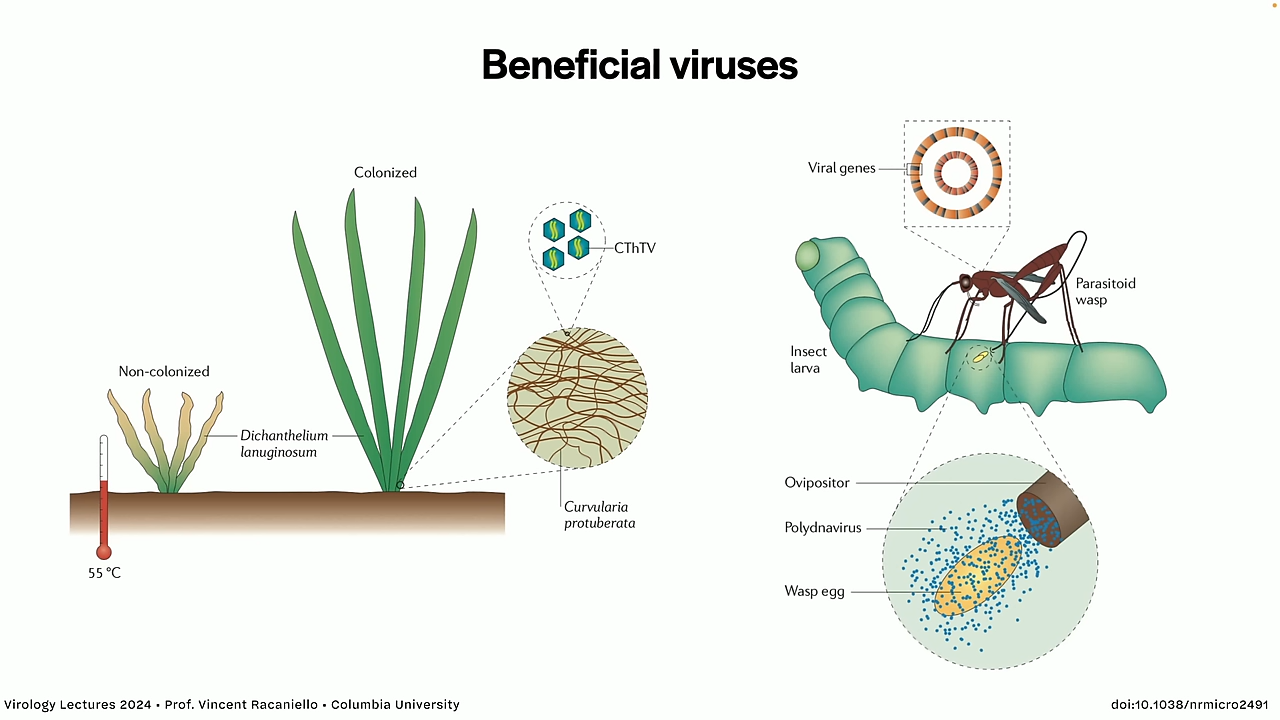 Beneficial viruses
Colonized
CThTV
Non-colonized
Dichanthelium
lanuginosum
Curvularia
protuberata
55 °C
Viral genes
Parasitoid
wasp
Insect
larva
Ovipositor
Polydnavirus
Wasp egg
Virology Lectures 2024 • Prof. Vincent Racaniello • Columbia University
doi:10.1038/nrmicro2491